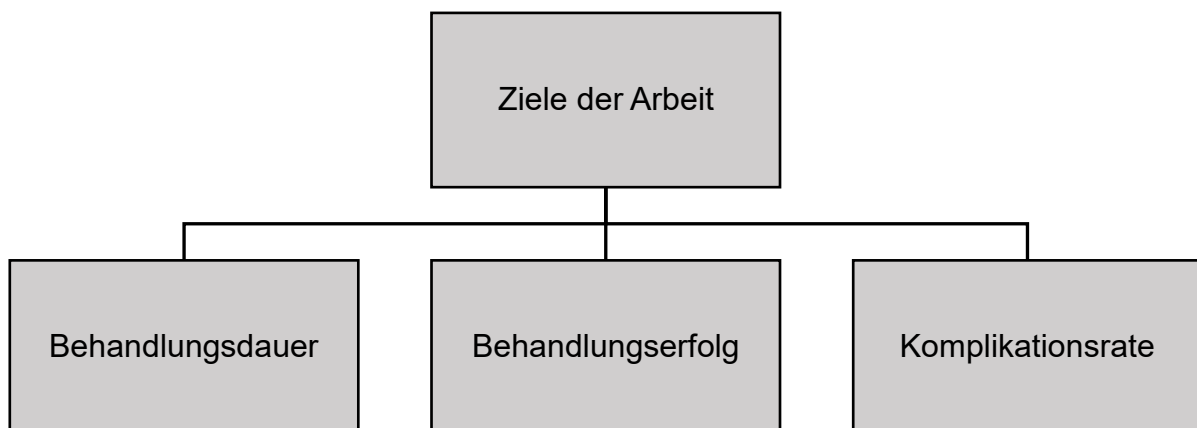 Ziele der Arbeit
Behandlungsdauer
Behandlungserfolg
Komplikationsrate